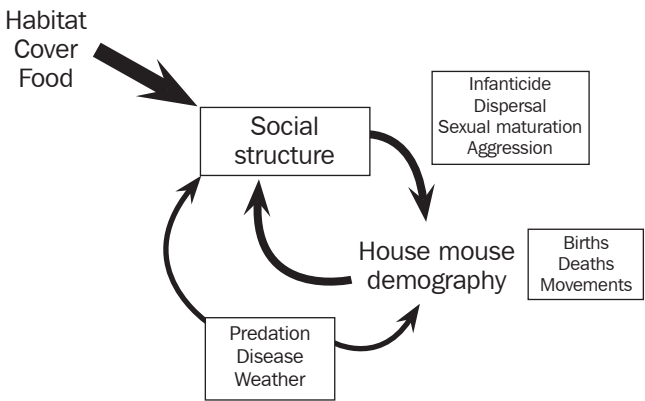 Habitat
Cover
Food
Social
structure
Infanticide
Dispersal
Sexual maturation
Aggression
House mouse
demography
Births
Deaths
Movements
Predation
Disease
Weather